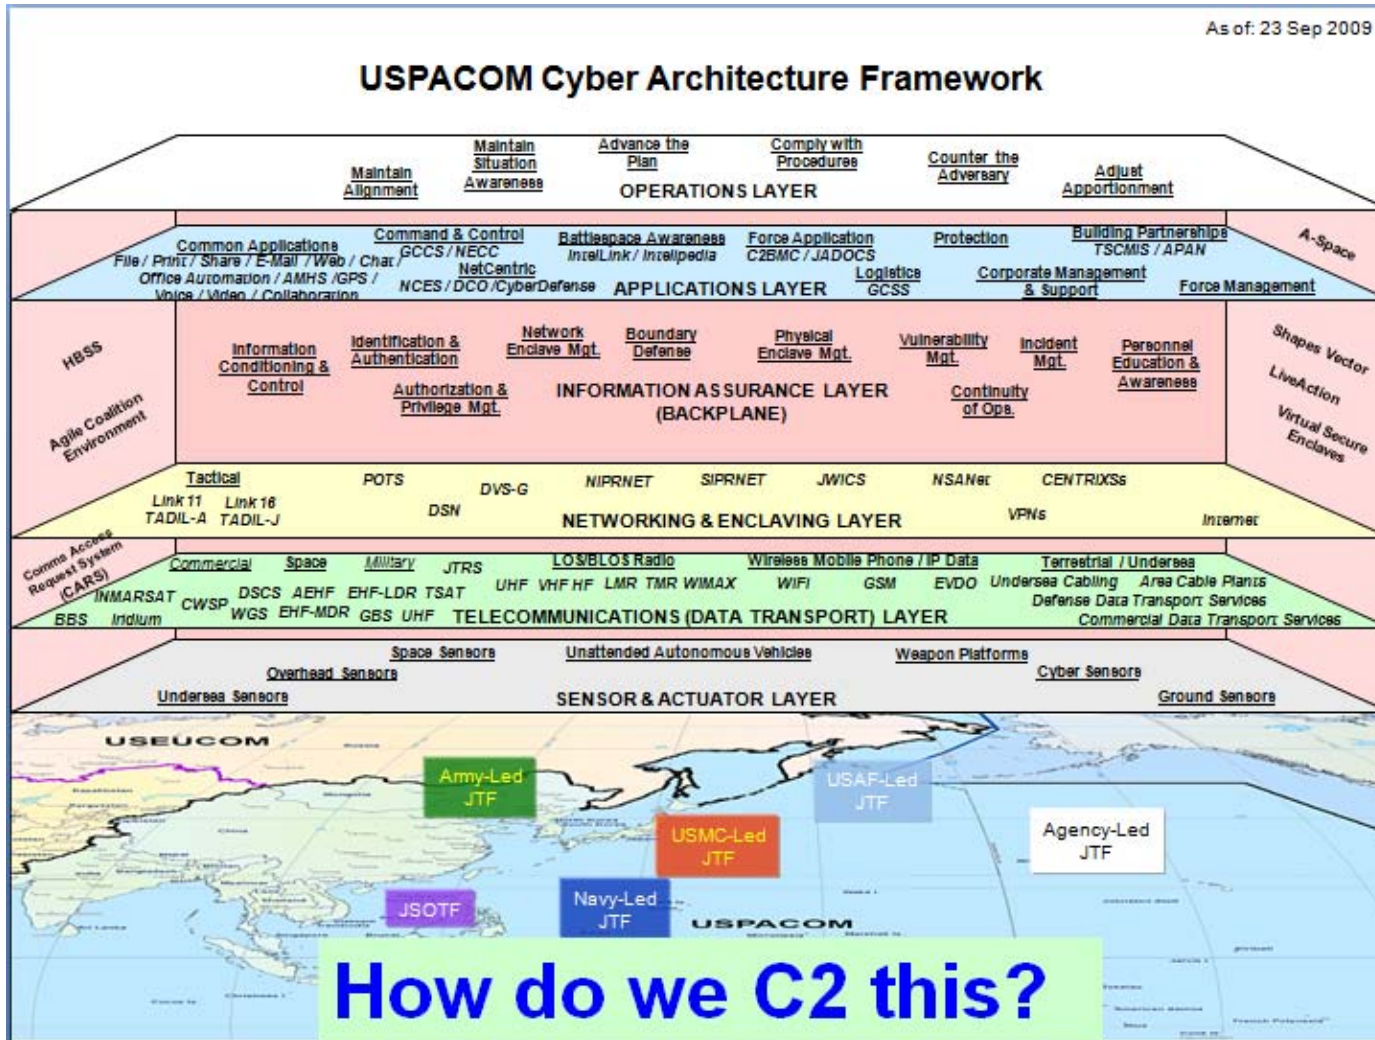 As of: 23 Sep 2009
USPACOM Cyber Architecture Framework
Maintain
Alignment
Maintain
Situation
Awareness
Advance the
Plan
Comply with
Procedures
Counter the
Adversary
Adjust
Apportionment
OPERATIONS LAYER
Common Applications
File / Print / Share / E-Mail / Web / Chat /
Office Automation / AMHS /GPS /
Voice / Video / Collaboration
Command & Control
GCCS / NECC
NetCentric
NCES / DCO /CyberDefense
Battlespace Awareness
IntelLink / Intelipedia
Force Application
C2BMC / JADOCS
Protection
Building Partnerships
TSCMIS / APAN
Logistics
GCSS
Corporate Management
& Support
Force Management
APPLICATIONS LAYER
A-Space
HBSS
Agile Coalition
Environment
Information
Conditioning &
Control
Identification &
Authentication
Authorization &
Privilege Mgt.
Network
Enclave Mgt.
Boundary
Defense
Physical
Enclave Mgt.
Vulnerability
Mgt.
Incident
Mgt.
Personnel
Education &
Awareness
Continuity
of Ops.
INFORMATION ASSURANCE LAYER
(BACKPLANE)
Shapes Vector
LiveAction
Virtual Secure
Enclaves
Tactical
Link 11
TADIL-A
Link 16
TADIL-J
POTS
DSN
DVS-G
NIPRNET
SIPRNET
JWICS
NSANet
CENTRIXSs
VPNs
Internet
NETWORKING & ENCLAVING LAYER
Comms Access
Request System
(CARS)
Commercial
INMARSAT
BBS
Iridium
CWSP
Space
DSCS
AEHF
WGS
EHF-MDR
Military
EHF-LDR
TSAT
GBS
UHF
JTRS
LOS/BLOS Radio
UHF
VHF HF
LMR
TMR
WIMAX
Wireless Mobile Phone / IP Data
WIFI
GSM
EVDO
Terrestrial / Undersea
Undersea Cabling
Area Cable Plants
Defense Data Transport Services
Commercial Data Transport Services
TELECOMMUNICATIONS (DATA TRANSPORT) LAYER
Space Sensors
Overhead Sensors
Undersea Sensors
Unattended Autonomous Vehicles
Weapon Platforms
Cyber Sensors
Ground Sensors
SENSOR & ACTUATOR LAYER
USEUCOM
Russia
Kazakhstan
Mongolia
China
Army-Led
JTF
USAF-Led
JTF
USMC-Led
JTF
Agency-Led
JTF
JSOTF
Navy-Led
JTF
Sri Lanka
USPACOM
Micronesia
Marshall Is
French Polynesia
How do we C2 this?